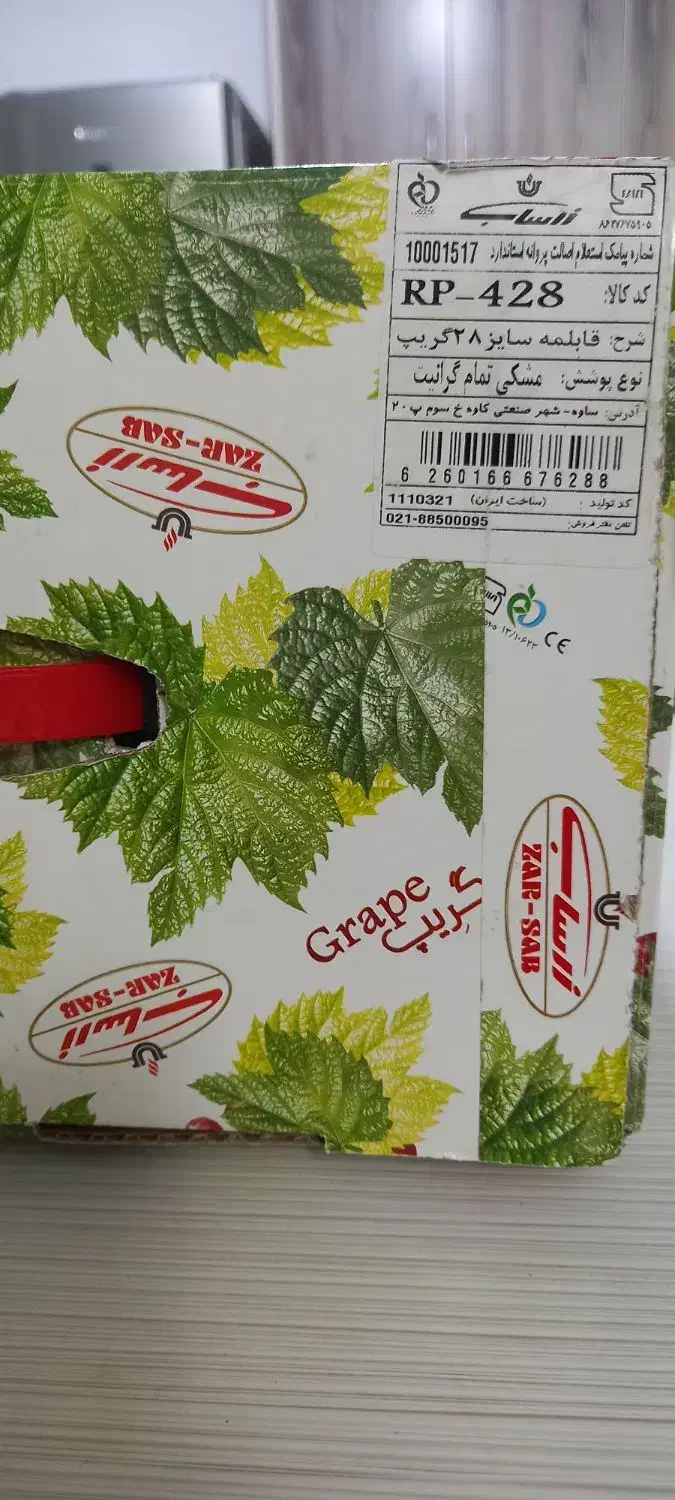 زرساب
۸۶۴۷۶۷۵۹۰۵
شماره پیامک استعلام اصالت پروانه استاندارد 10001517
کد کالا: RP-428
شرح: قابلمه سایز ۲۸ گریپ
نوع پوشش: مشکی تمام گرانیت
آدرس: ساوه- شهر صنعتی کاوه خ سوم پ ۲۰
6 260166 676288
کد تولید: (ساخت ایران) 1110321
تلفن دفتر فروش: 021-88500095
زرساب
ZAR-SAB
CE
Grape
گریپ
زرساب
ZAR-SAB
زرساب
ZAR-SAB